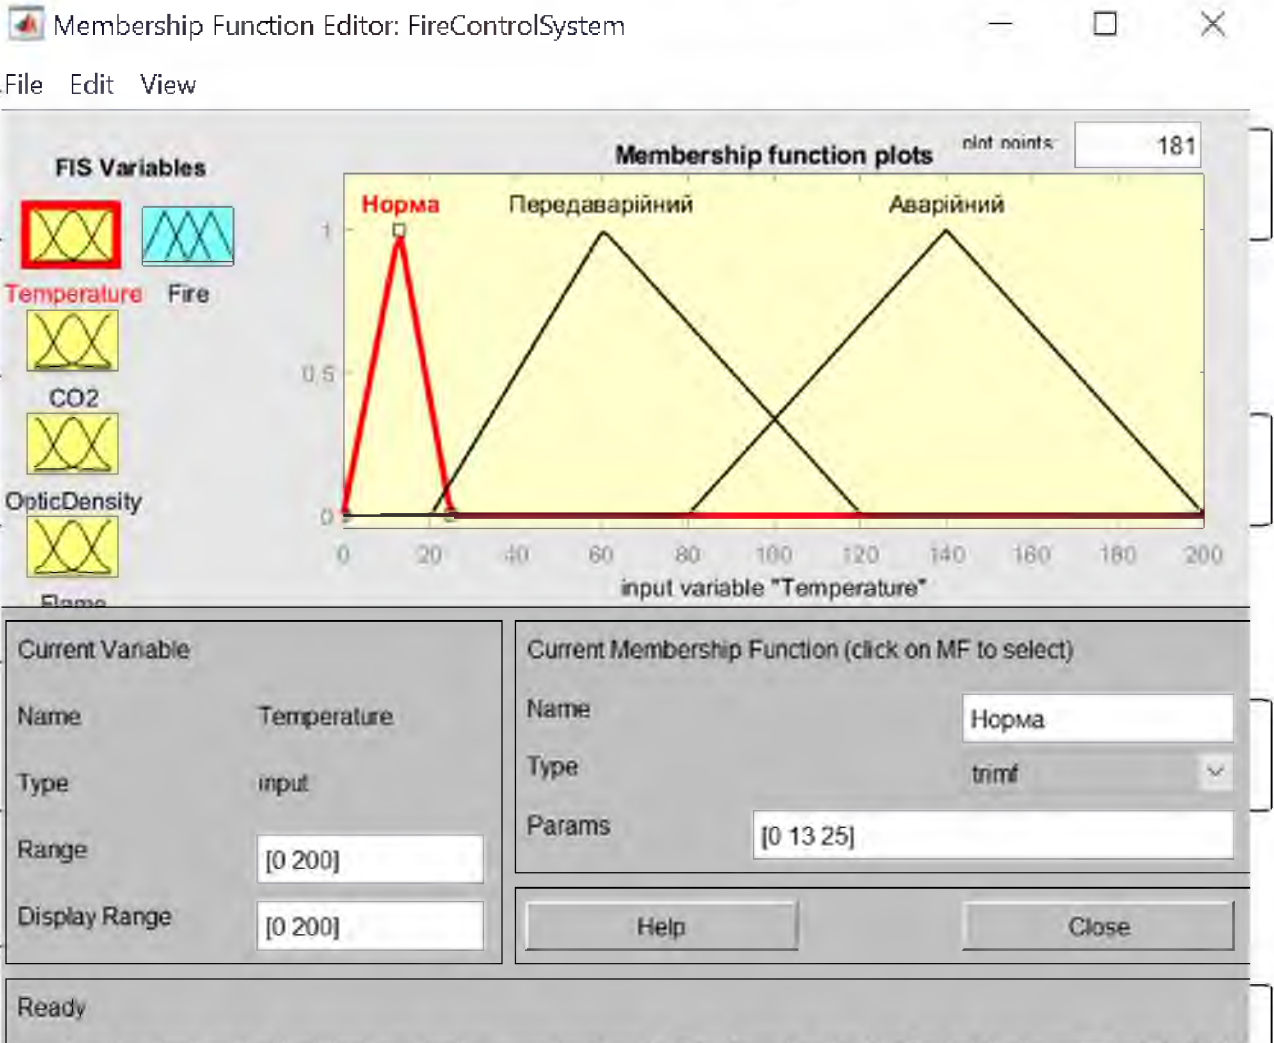 Membership Function Editor: FireControlSystem
File Edit View
FIS Variables
Membership function plots
plot points:
181
Норма
Передаварійний
Аварійний
Temperature
Fire
CO2
OpticDensity
Flame
1
0.5
0
0 20 40 60 80 100 120 140 160 180 200
input variable "Temperature"
Current Variable
Name Temperature
Type input
Range [0 200]
Display Range [0 200]
Current Membership Function (click on MF to select)
Name Норма
Type trimf
Params [0 13 25]
Help Close
Ready